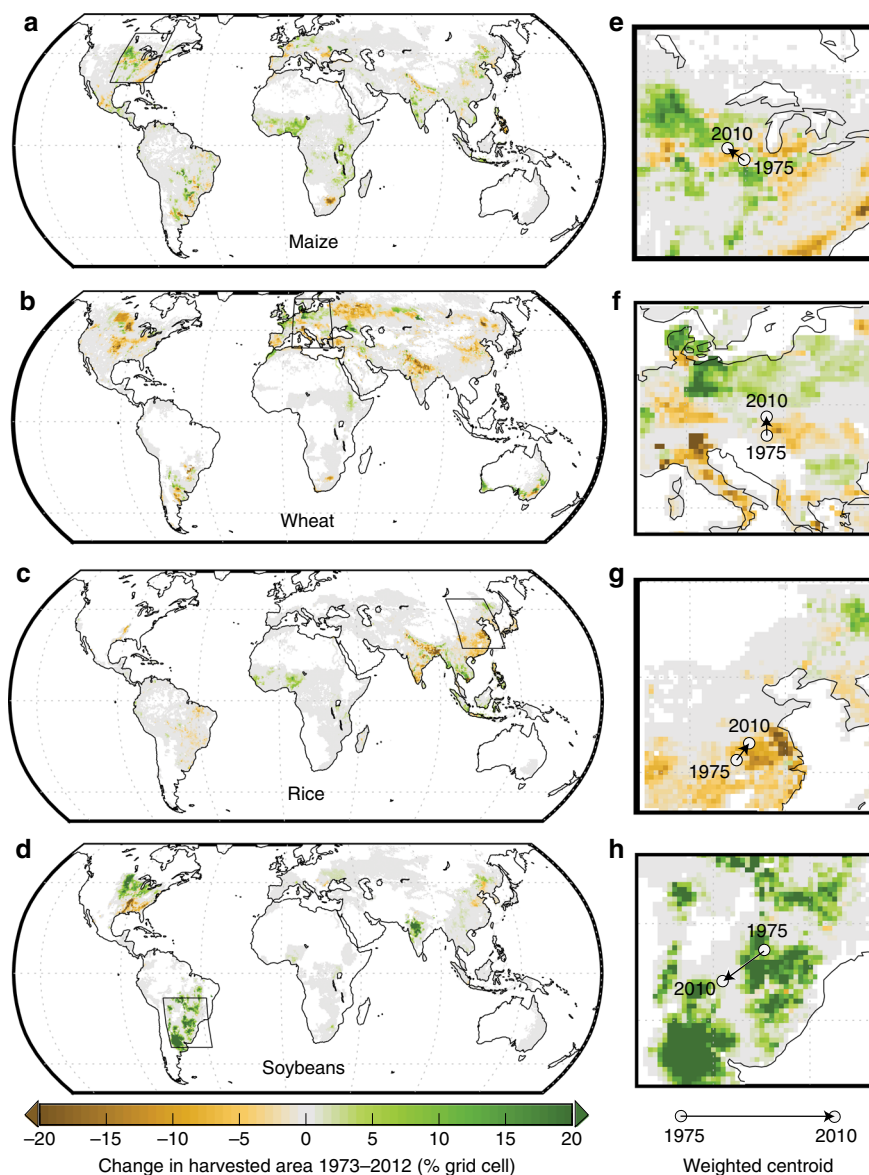 a
Maize
b
Wheat
c
Rice
d
Soybeans
−20 −15 −10 −5 0 5 10 15 20
Change in harvested area 1973–2012 (% grid cell)
e
2010
1975
f
2010
1975
g
2010
1975
h
1975
2010
1975 2010
Weighted centroid